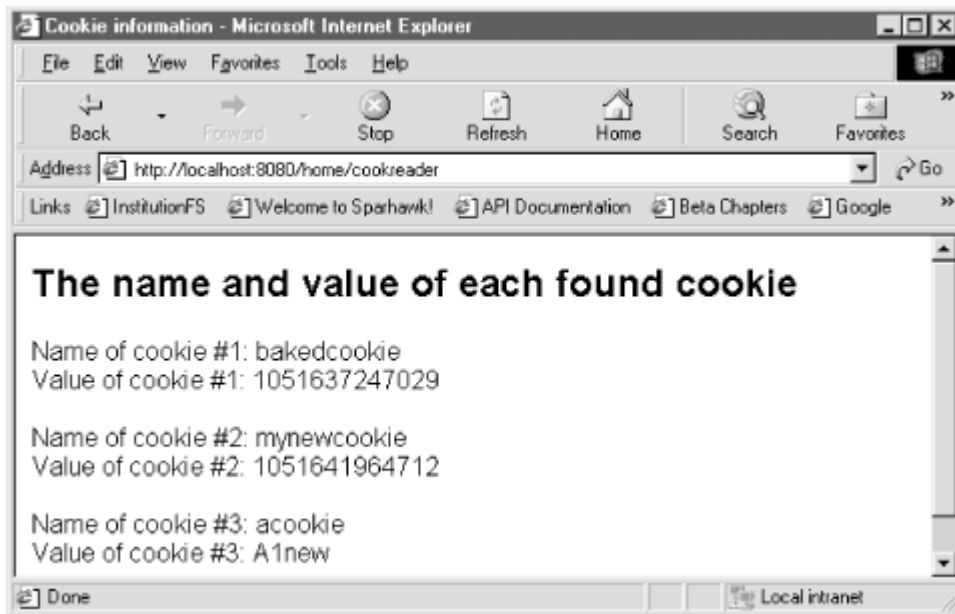 Cookie information - Microsoft Internet Explorer
File Edit View Favorites Tools Help
Back Forward Stop Refresh Home Search Favorites »
Address http://localhost:8080/home/cookreader Go
Links InstitutionFS Welcome to Sparhawk! API Documentation Beta Chapters Google »
The name and value of each found cookie
Name of cookie #1: bakedcookie
Value of cookie #1: 1051637247029
Name of cookie #2: mynewcookie
Value of cookie #2: 1051641964712
Name of cookie #3: acookie
Value of cookie #3: A1new
Done Local intranet